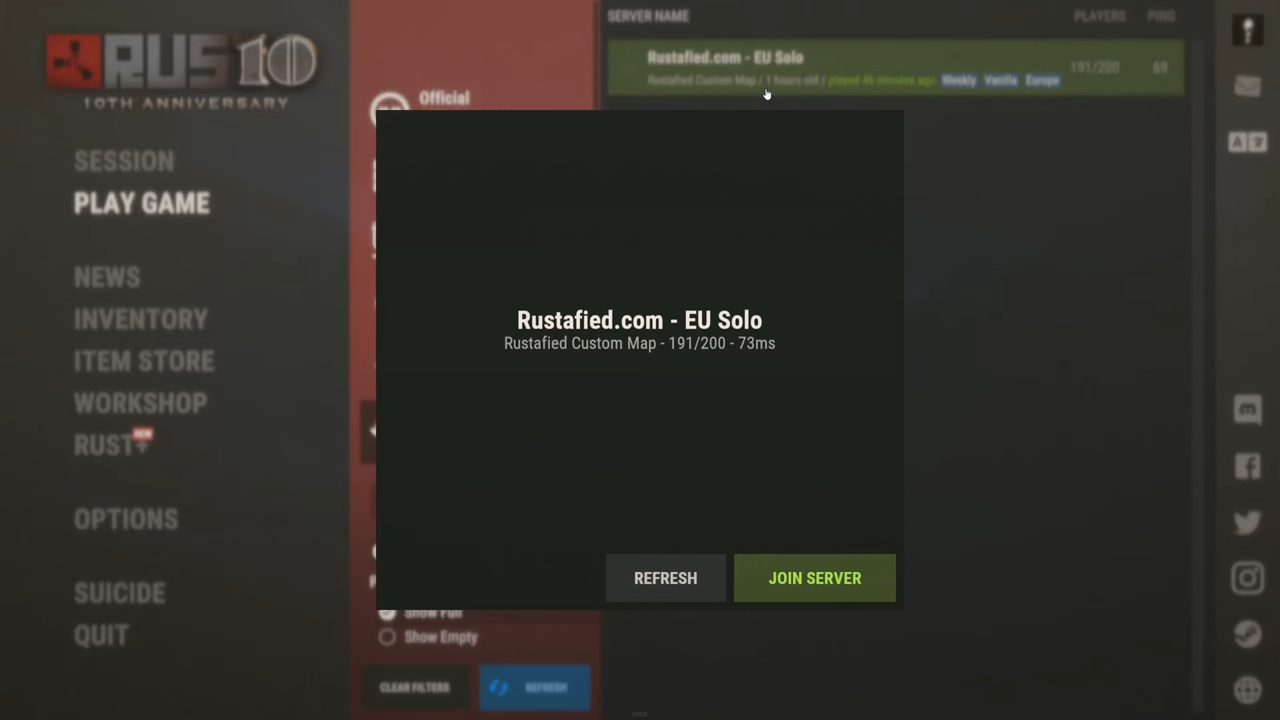 RUS10
10TH ANNIVERSARY
SESSION
PLAY GAME
NEWS
INVENTORY
ITEM STORE
WORKSHOP
RUST+
NEW
OPTIONS
SUICIDE
QUIT
Official
Show Full
Show Empty
CLEAR FILTERS
REFRESH
SERVER NAME PLAYERS PING
Rustafied.com - EU Solo
Rustafied Custom Map / 1 hours old / played 46 minutes ago Weekly Vanilla Europe
191/200 69
Rustafied.com - EU Solo
Rustafied Custom Map - 191/200 - 73ms
REFRESH
JOIN SERVER